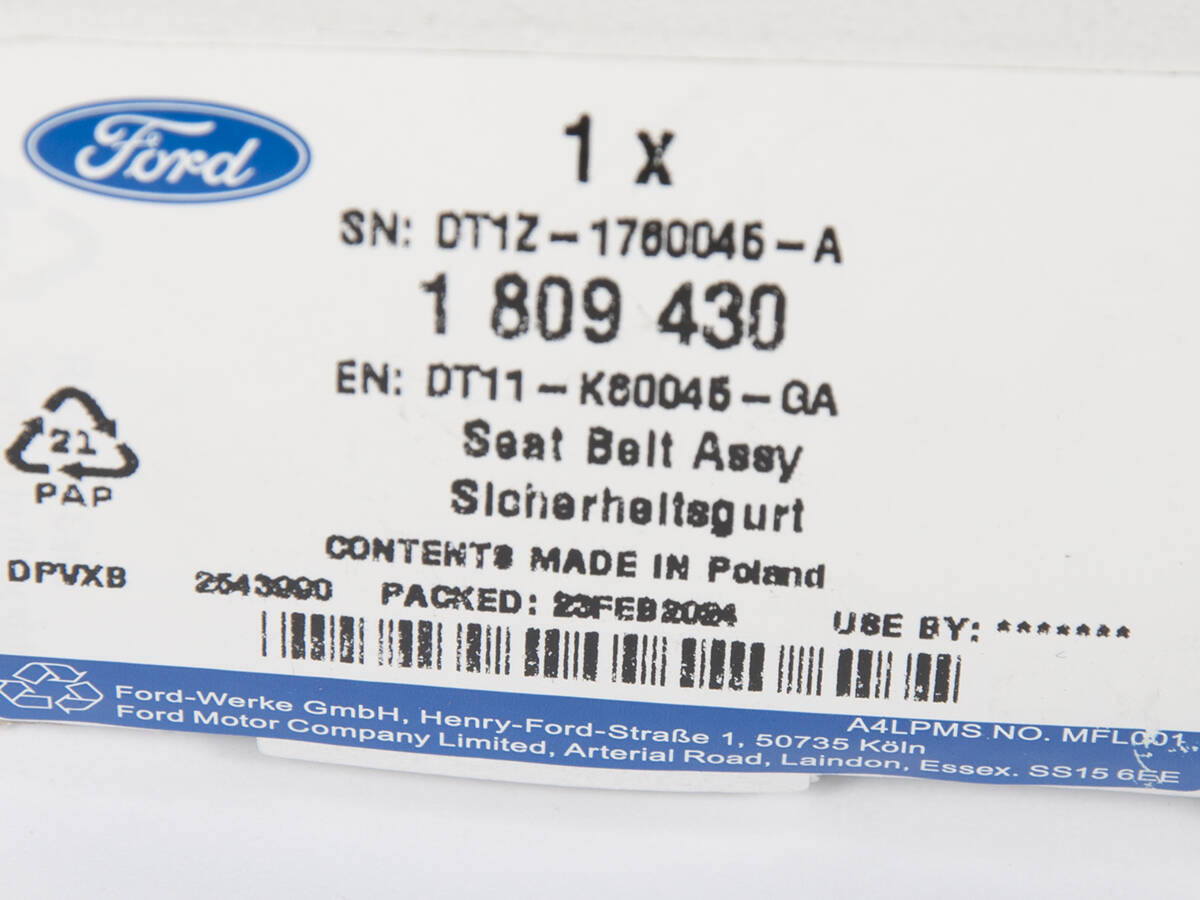 Ford
1 x
SN: DT1Z-1760045-A
1 809 430
EN: DT11-K60045-GA
Seat Belt Assy
Sicherheitsgurt
21
PAP
CONTENTS MADE IN Poland
DPVXB 2543990 PACKED: 23FEB2024 USE BY: *******
A4LPMS NO. MFL001
Ford-Werke GmbH, Henry-Ford-Straße 1, 50735 Köln
Ford Motor Company Limited, Arterial Road, Laindon, Essex. SS15 6EE